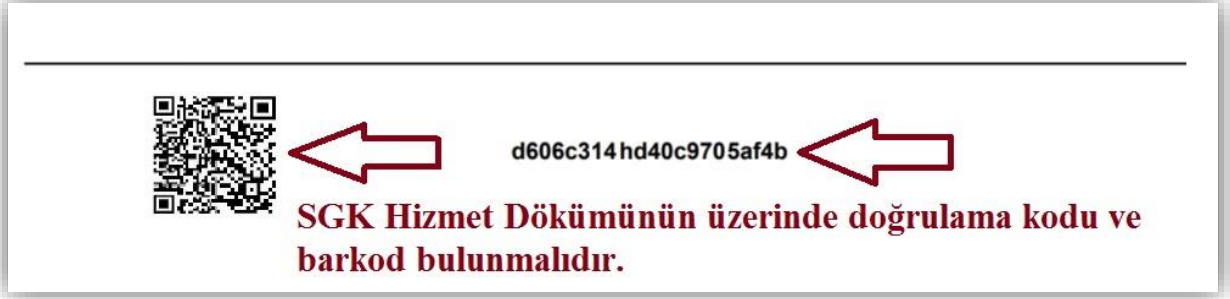 d606c314hd40c9705af4b
SGK Hizmet Dökümünün üzerinde doğrulama kodu ve
barkod bulunmalıdır.